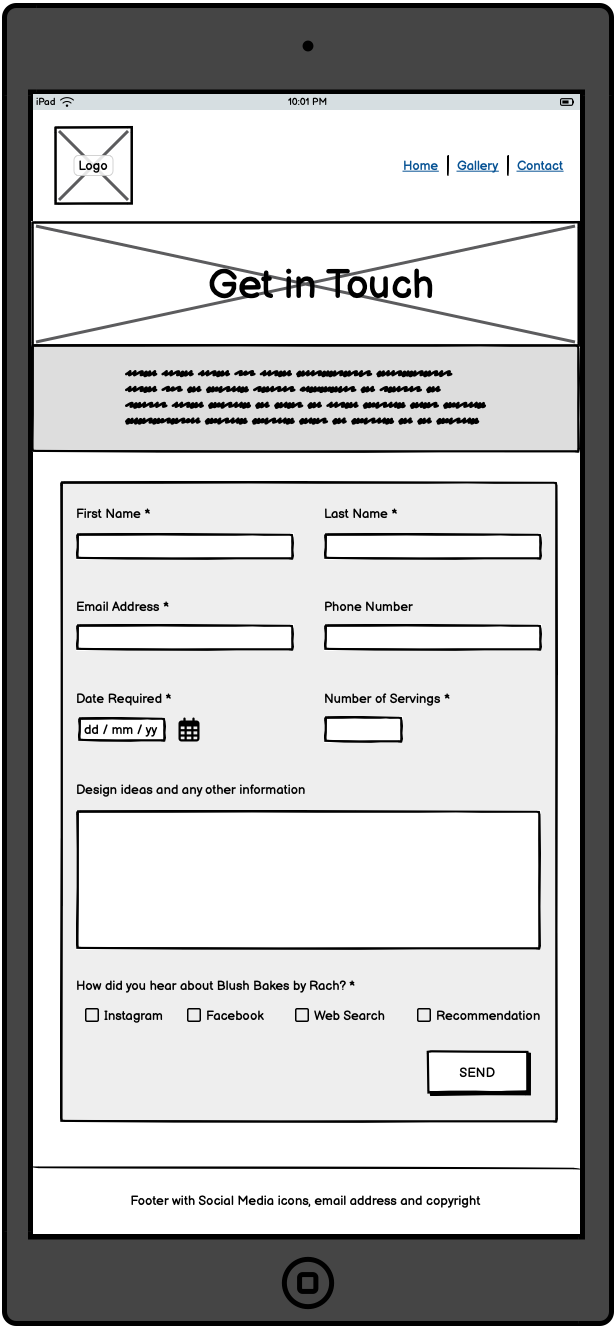 iPad 10:01 PM
Logo
Home Gallery Contact
Get in Touch
First Name * Last Name *
Email Address * Phone Number
Date Required * Number of Servings *
dd / mm / yy
Design ideas and any other information
How did you hear about Blush Bakes by Rach? *
Instagram Facebook Web Search Recommendation
SEND
Footer with Social Media icons, email address and copyright